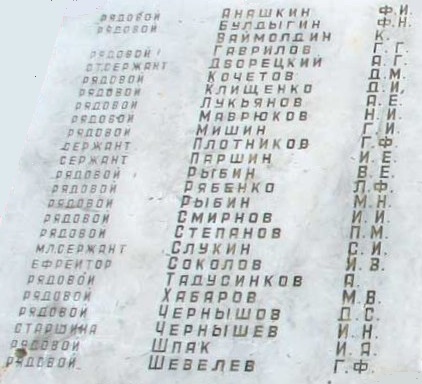 РЯДОВОЙ АНАШКИН Ф.И.
РЯДОВОЙ БУЛДЫГИН Ф.Н.
ВАЙМОЛДИН К.
РЯДОВОЙ ГАВРИЛОВ Г.Г.
СТ.СЕРЖАНТ ДВОРЕЦКИЙ А.Г.
РЯДОВОЙ КОЧЕТОВ Д.М.
РЯДОВОЙ КЛИЩЕНКО Д.И.
РЯДОВОЙ ЛУКЬЯНОВ А.Е.
РЯДОВОЙ МАВРЮКОВ Н.И.
РЯДОВОЙ МИШИН Г.И.
СЕРЖАНТ ПЛОТНИКОВ Г.Ф.
СЕРЖАНТ ПАРШИН И.Е.
РЯДОВОЙ РЫБИН В.Е.
РЯДОВОЙ РЯБЕНКО Л.Ф.
РЯДОВОЙ РЫБИН М.Н.
РЯДОВОЙ СМИРНОВ И.И.
РЯДОВОЙ СТЕПАНОВ П.М.
МЛ.СЕРЖАНТ СЛУКИН С.И.
ЕФРЕЙТОР СОКОЛОВ И.В.
РЯДОВОЙ ТАДУСИНКОВ А.
РЯДОВОЙ ХАБАРОВ М.В.
РЯДОВОЙ ЧЕРНЫШОВ Д.С.
СТАРШИНА ЧЕРНЫШЕВ И.Н.
РЯДОВОЙ ШПАК И.А.
РЯДОВОЙ ШЕВЕЛЕВ Г.Ф.